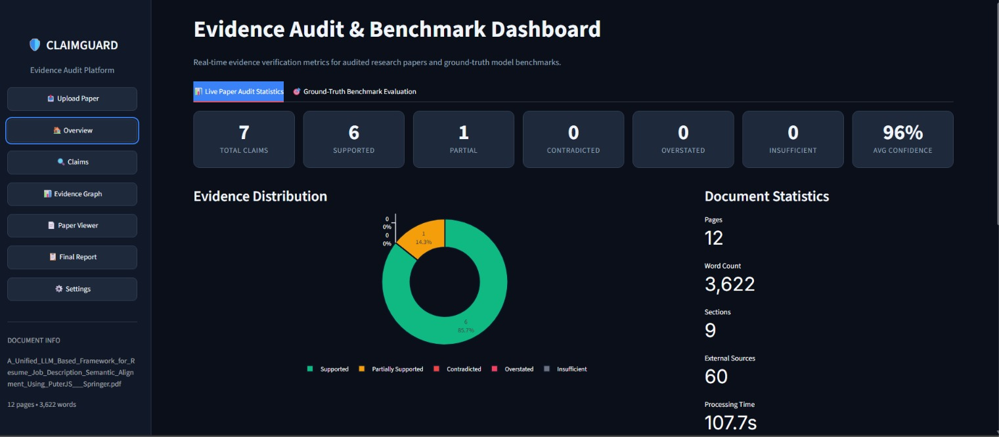 CLAIMGUARD
Evidence Audit Platform
Upload Paper
Overview
Claims
Evidence Graph
Paper Viewer
Final Report
Settings
DOCUMENT INFO
A_Unified_LLM_Based_Framework_for_R
esume_Job_Description_Semantic_Align
ment_Using_PuterJS___Springer.pdf
12 pages • 3,622 words
Evidence Audit & Benchmark Dashboard
Real-time evidence verification metrics for audited research papers and ground-truth model benchmarks.
Live Paper Audit Statistics
Ground-Truth Benchmark Evaluation
7
TOTAL CLAIMS
6
SUPPORTED
1
PARTIAL
0
CONTRADICTED
0
OVERSTATED
0
INSUFFICIENT
96%
AVG CONFIDENCE
Evidence Distribution
0
0%
0
0%
1
14.3%
6
85.7%
Supported
Partially Supported
Contradicted
Overstated
Insufficient
Document Statistics
Pages
12
Word Count
3,622
Sections
9
External Sources
60
Processing Time
107.7s